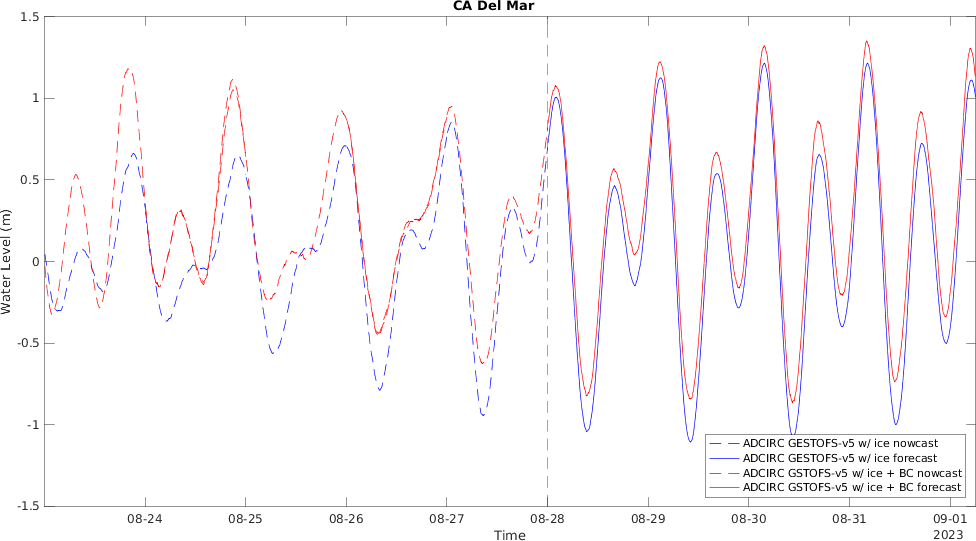 CA Del Mar
1.5
1
0.5
0
-0.5
-1
-1.5
Water Level (m)
08-24
08-25
08-26
08-27
08-28
08-29
08-30
08-31
09-01
2023
Time
ADCIRC GESTOFS-v5 w/ ice nowcast
ADCIRC GESTOFS-v5 w/ ice forecast
ADCIRC GSTOFS-v5 w/ ice + BC nowcast
ADCIRC GSTOFS-v5 w/ ice + BC forecast